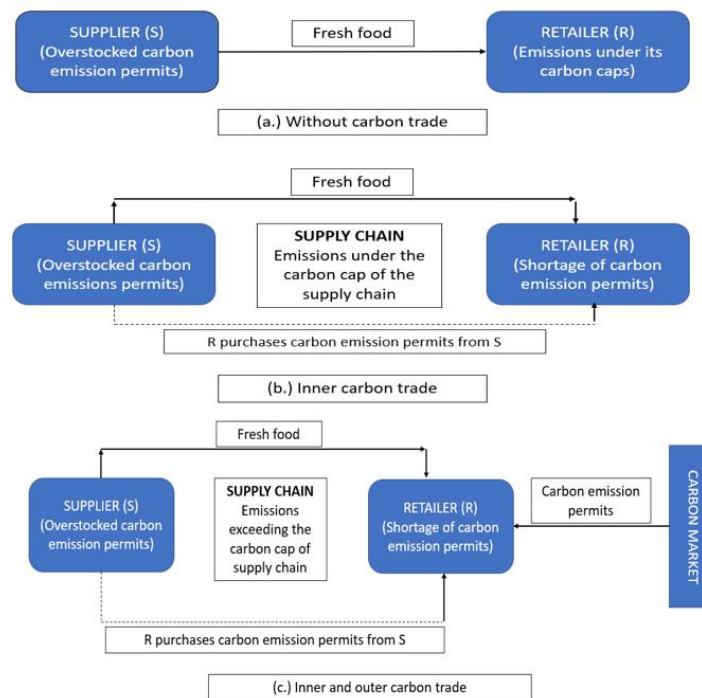 SUPPLIER (S)
(Overstocked carbon
emission permits)
Fresh food
RETAILER (R)
(Emissions under its
carbon caps)
(a.) Without carbon trade
Fresh food
SUPPLIER (S)
(Overstocked carbon
emissions permits)
SUPPLY CHAIN
Emissions under the
carbon cap of the
supply chain
RETAILER (R)
(Shortage of carbon
emission permits)
R purchases carbon emission permits from S
(b.) Inner carbon trade
Fresh food
SUPPLIER (S)
(Overstocked carbon
emission permits)
SUPPLY CHAIN
Emissions
exceeding the
carbon cap of
supply chain
RETAILER (R)
(Shortage of carbon
emission permits)
Carbon emission
permits
CARBON MARKET
R purchases carbon emission permits from S
(c.) Inner and outer carbon trade